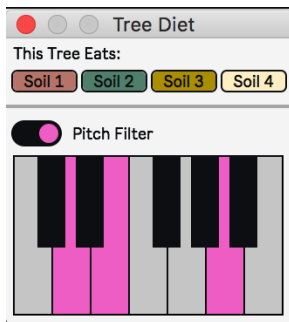 Tree Diet
This Tree Eats:
Soil 1 Soil 2 Soil 3 Soil 4
Pitch Filter